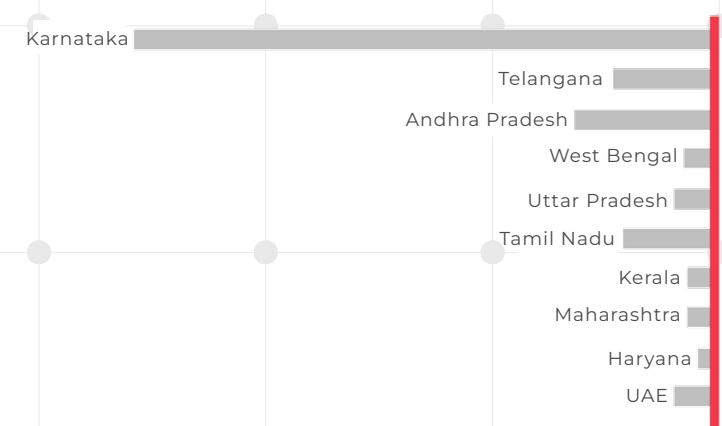 Karnataka
Telangana
Andhra Pradesh
West Bengal
Uttar Pradesh
Tamil Nadu
Kerala
Maharashtra
Haryana
UAE